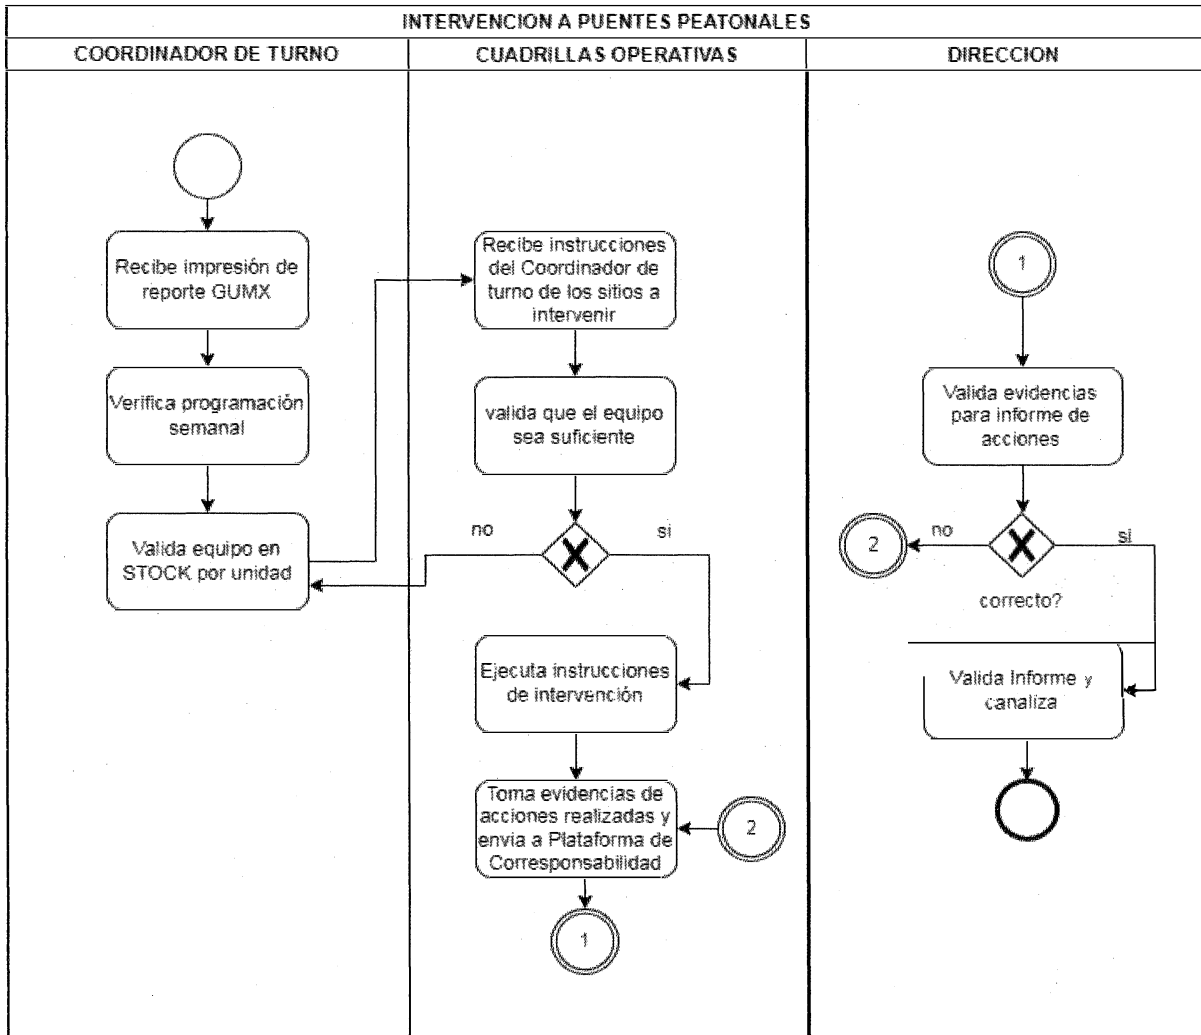 INTERVENCION A PUENTES PEATONALES
COORDINADOR DE TURNO
CUADRILLAS OPERATIVAS
DIRECCION
Recibe impresión de
reporte GUMX
Verifica programación
semanal
Valida equipo en
STOCK por unidad
Recibe instrucciones
del Coordinador de
turno de los sitios a
intervenir
valida que el equipo
sea suficiente
no
si
Ejecuta instrucciones
de intervención
Toma evidencias de
acciones realizadas y
envia a Plataforma de
Corresponsabilidad
2
1
1
Valida evidencias
para informe de
acciones
2
no
si
correcto?
Valida Informe y
canaliza